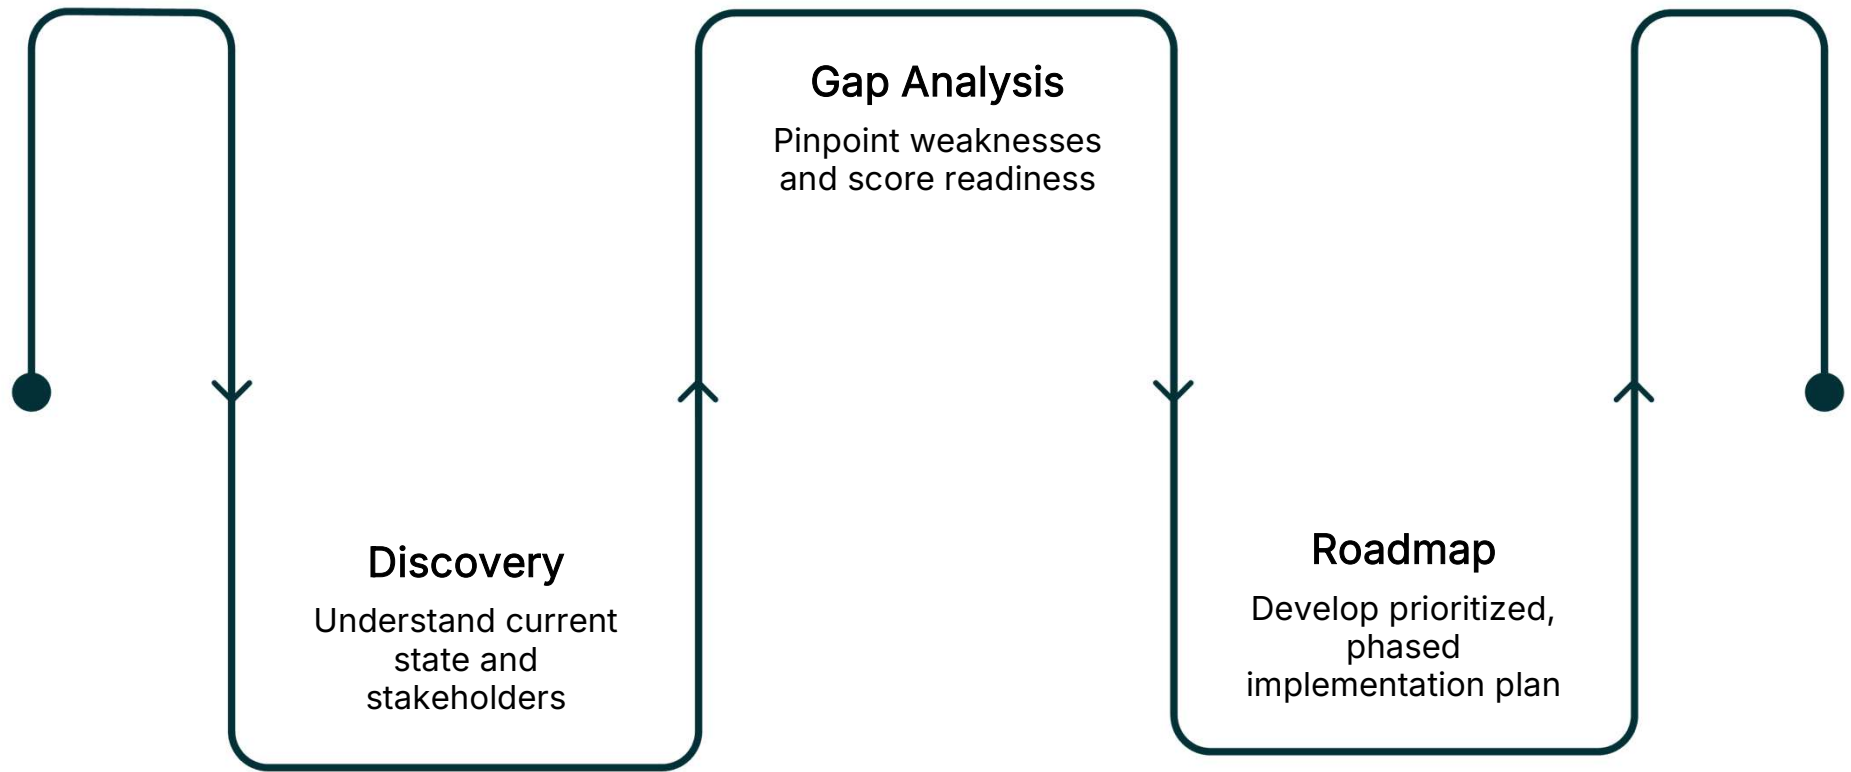 Discovery
Understand current
state and
stakeholders
Gap Analysis
Pinpoint weaknesses
and score readiness
Roadmap
Develop prioritized,
phased
implementation plan